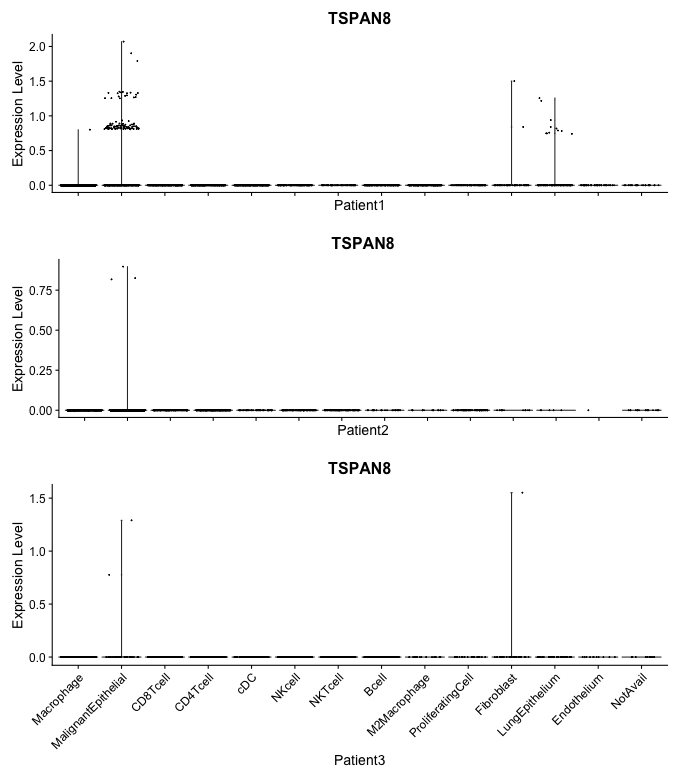 TSPAN8
Expression Level
2.0
1.5
1.0
0.5
0.0
Patient1
TSPAN8
Expression Level
0.75
0.50
0.25
0.00
Patient2
TSPAN8
Expression Level
1.5
1.0
0.5
0.0
Macrophage
MalignantEpithelial
CD8Tcell
CD4Tcell
cDC
NKcell
NKTcell
Bcell
M2Macrophage
ProliferatingCell
Fibroblast
LungEpithelium
Endothelium
NotAvail
Patient3